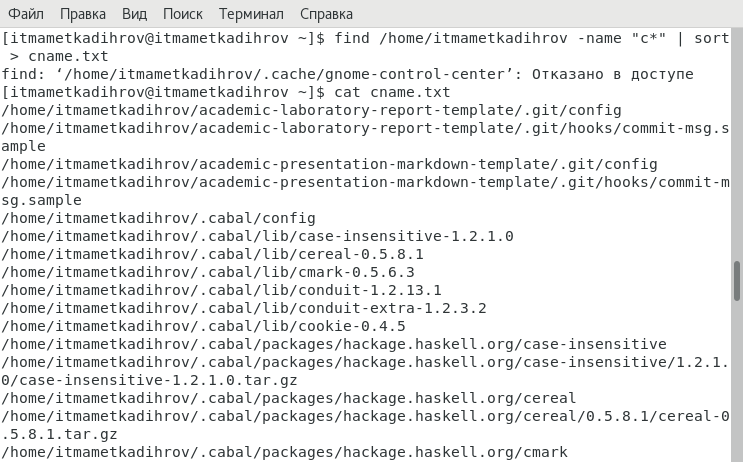 Файл Правка Вид Поиск Терминал Справка
[itmametkadihrov@itmametkadihrov ~]$ find /home/itmametkadihrov -name "c*" | sort
 > cname.txt
find: ‘/home/itmametkadihrov/.cache/gnome-control-center’: Отказано в доступе
[itmametkadihrov@itmametkadihrov ~]$ cat cname.txt
/home/itmametkadihrov/academic-laboratory-report-template/.git/config
/home/itmametkadihrov/academic-laboratory-report-template/.git/hooks/commit-msg.s
ample
/home/itmametkadihrov/academic-presentation-markdown-template/.git/config
/home/itmametkadihrov/academic-presentation-markdown-template/.git/hooks/commit-m
sg.sample
/home/itmametkadihrov/.cabal/config
/home/itmametkadihrov/.cabal/lib/case-insensitive-1.2.1.0
/home/itmametkadihrov/.cabal/lib/cereal-0.5.8.1
/home/itmametkadihrov/.cabal/lib/cmark-0.5.6.3
/home/itmametkadihrov/.cabal/lib/conduit-1.2.13.1
/home/itmametkadihrov/.cabal/lib/conduit-extra-1.2.3.2
/home/itmametkadihrov/.cabal/lib/cookie-0.4.5
/home/itmametkadihrov/.cabal/packages/hackage.haskell.org/case-insensitive
/home/itmametkadihrov/.cabal/packages/hackage.haskell.org/case-insensitive/1.2.1.
0/case-insensitive-1.2.1.0.tar.gz
/home/itmametkadihrov/.cabal/packages/hackage.haskell.org/cereal
/home/itmametkadihrov/.cabal/packages/hackage.haskell.org/cereal/0.5.8.1/cereal-0
.5.8.1.tar.gz
/home/itmametkadihrov/.cabal/packages/hackage.haskell.org/cmark